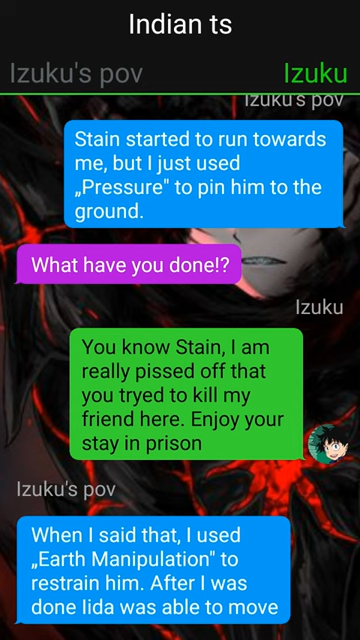 Indian ts
Izuku's pov
Izuku
Izuku's pov
Stain started to run towards
me, but I just used
„Pressure" to pin him to the
ground.
What have you done!?
Izuku
You know Stain, I am
really pissed off that
you tryed to kill my
friend here. Enjoy your
stay in prison
Izuku's pov
When I said that, I used
„Earth Manipulation" to
restrain him. After I was
done Iida was able to move